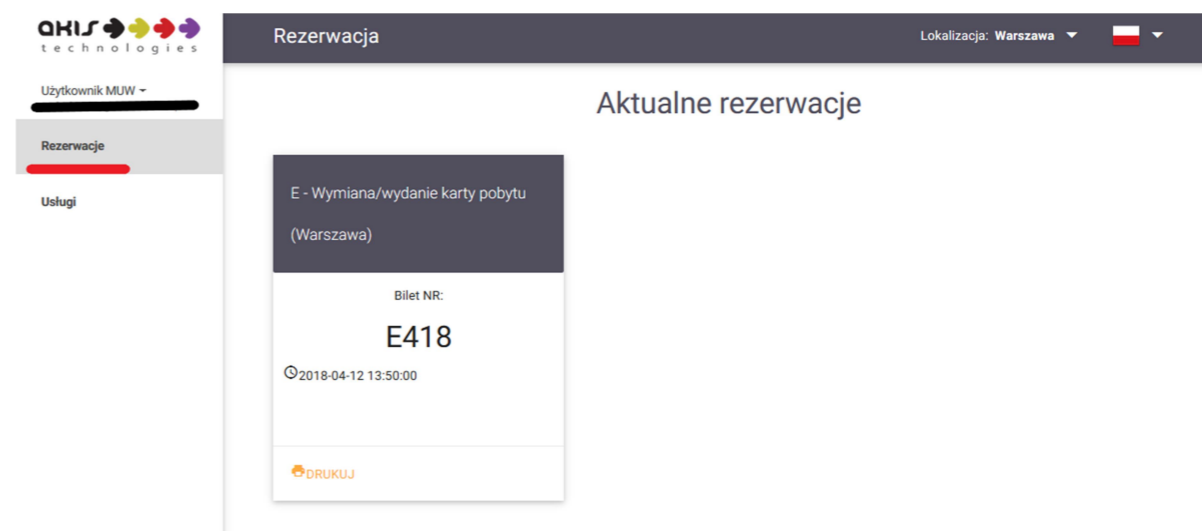 akis
technologies
Rezerwacja
Lokalizacja: Warszawa
Użytkownik MUW
Rezerwacje
Usługi
Aktualne rezerwacje
E - Wymiana/wydanie karty pobytu
(Warszawa)
Bilet NR:
E418
2018-04-12 13:50:00
DRUKUJ